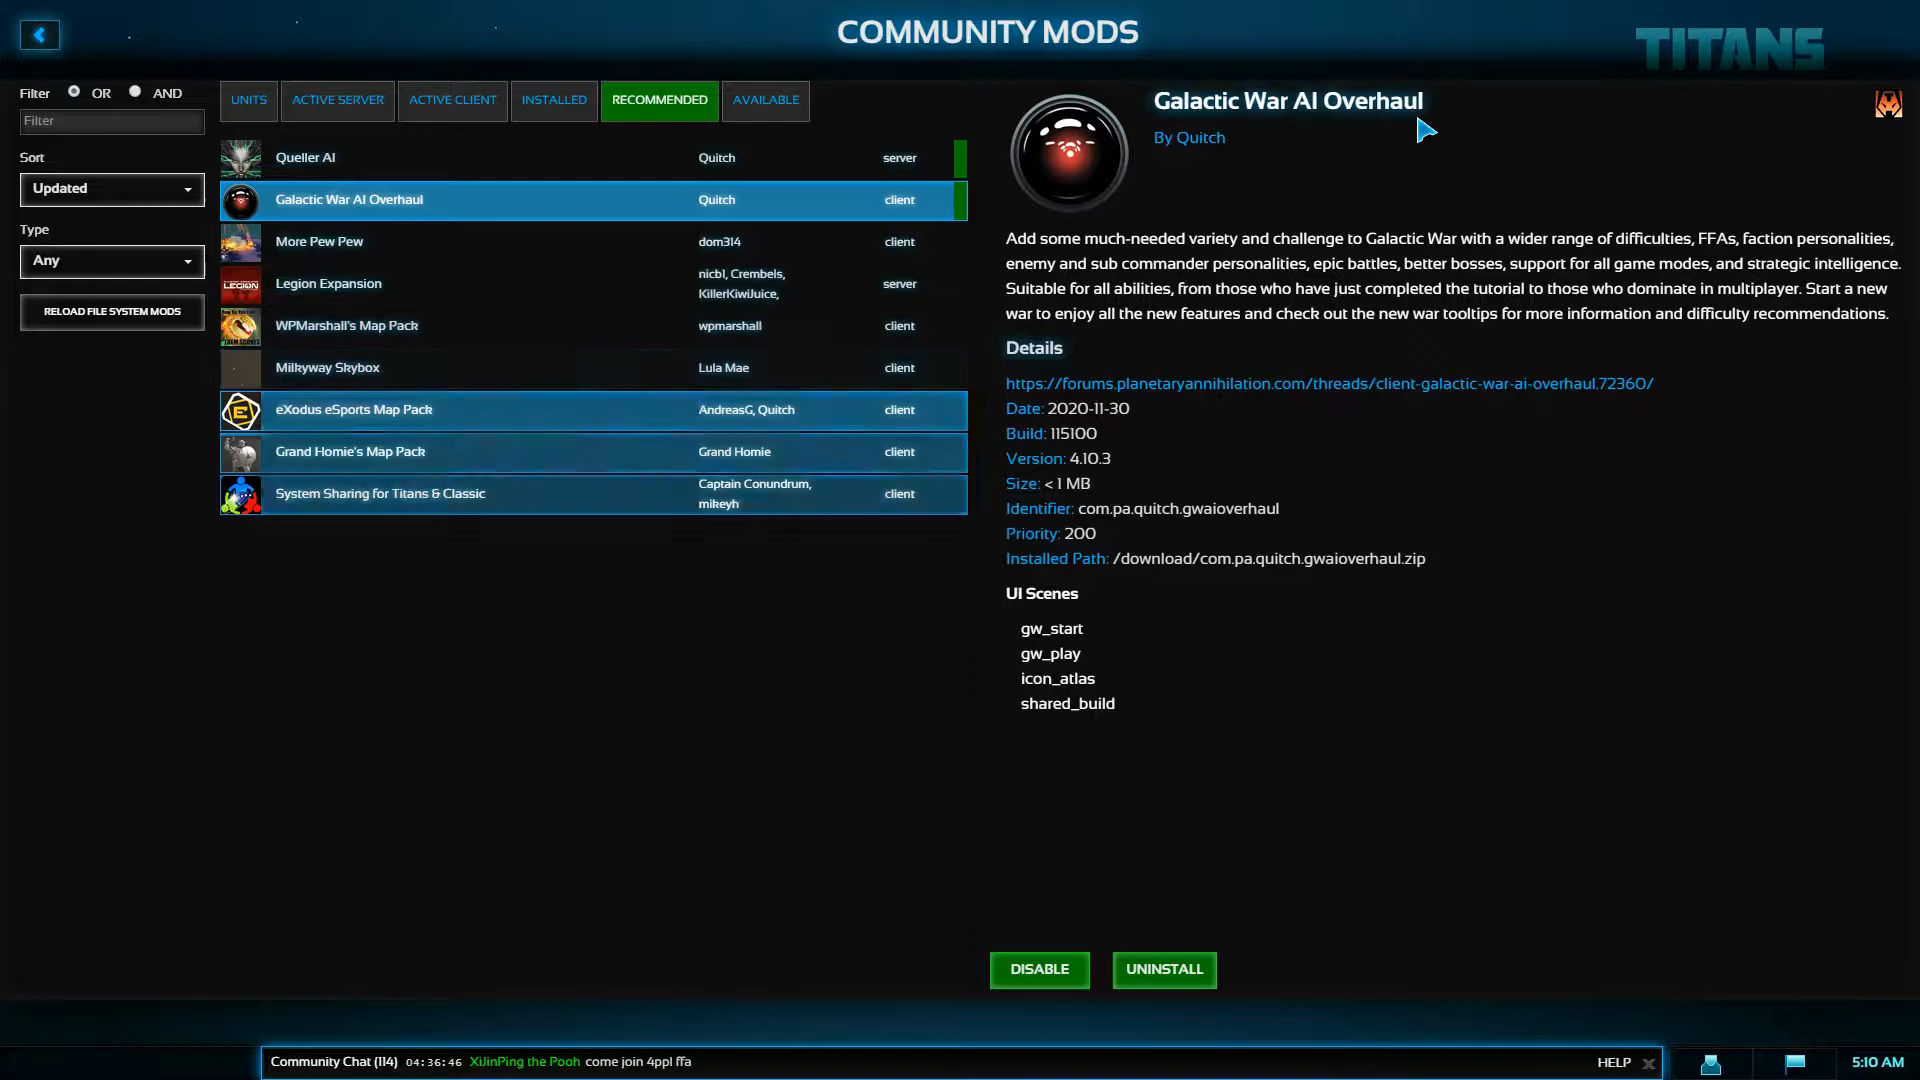 COMMUNITY MODS
TITANS
Filter OR AND
Filter
Sort
Updated
Type
Any
RELOAD FILE SYSTEM MODS
UNITS ACTIVE SERVER ACTIVE CLIENT INSTALLED RECOMMENDED AVAILABLE
Queller AI Quitch server
Galactic War AI Overhaul Quitch client
More Pew Pew dom314 client
LEGION
Legion Expansion nicb1, Crembels, KillerKiwiJuice, server
WPMarshall's Map Pack wpmarshall client
Milkyway Skybox Lula Mae client
E
eXodus eSports Map Pack AndreasG, Quitch client
Grand Homie's Map Pack Grand Homie client
System Sharing for Titans & Classic Captain Conundrum, mikeyh client
Galactic War AI Overhaul
By Quitch
Add some much-needed variety and challenge to Galactic War with a wider range of difficulties, FFAs, faction personalities,
enemy and sub commander personalities, epic battles, better bosses, support for all game modes, and strategic intelligence.
Suitable for all abilities, from those who have just completed the tutorial to those who dominate in multiplayer. Start a new
war to enjoy all the new features and check out the new war tooltips for more information and difficulty recommendations.
Details
https://forums.planetaryannihilation.com/threads/client-galactic-war-ai-overhaul.72360/
Date: 2020-11-30
Build: 115100
Version: 4.10.3
Size: < 1 MB
Identifier: com.pa.quitch.gwaioverhaul
Priority: 200
Installed Path: /download/com.pa.quitch.gwaioverhaul.zip
UI Scenes
gw_start
gw_play
icon_atlas
shared_build
DISABLE UNINSTALL
Community Chat (114) 04:36:46 XiJinPing the Pooh come join 4ppl ffa HELP
5:10 AM